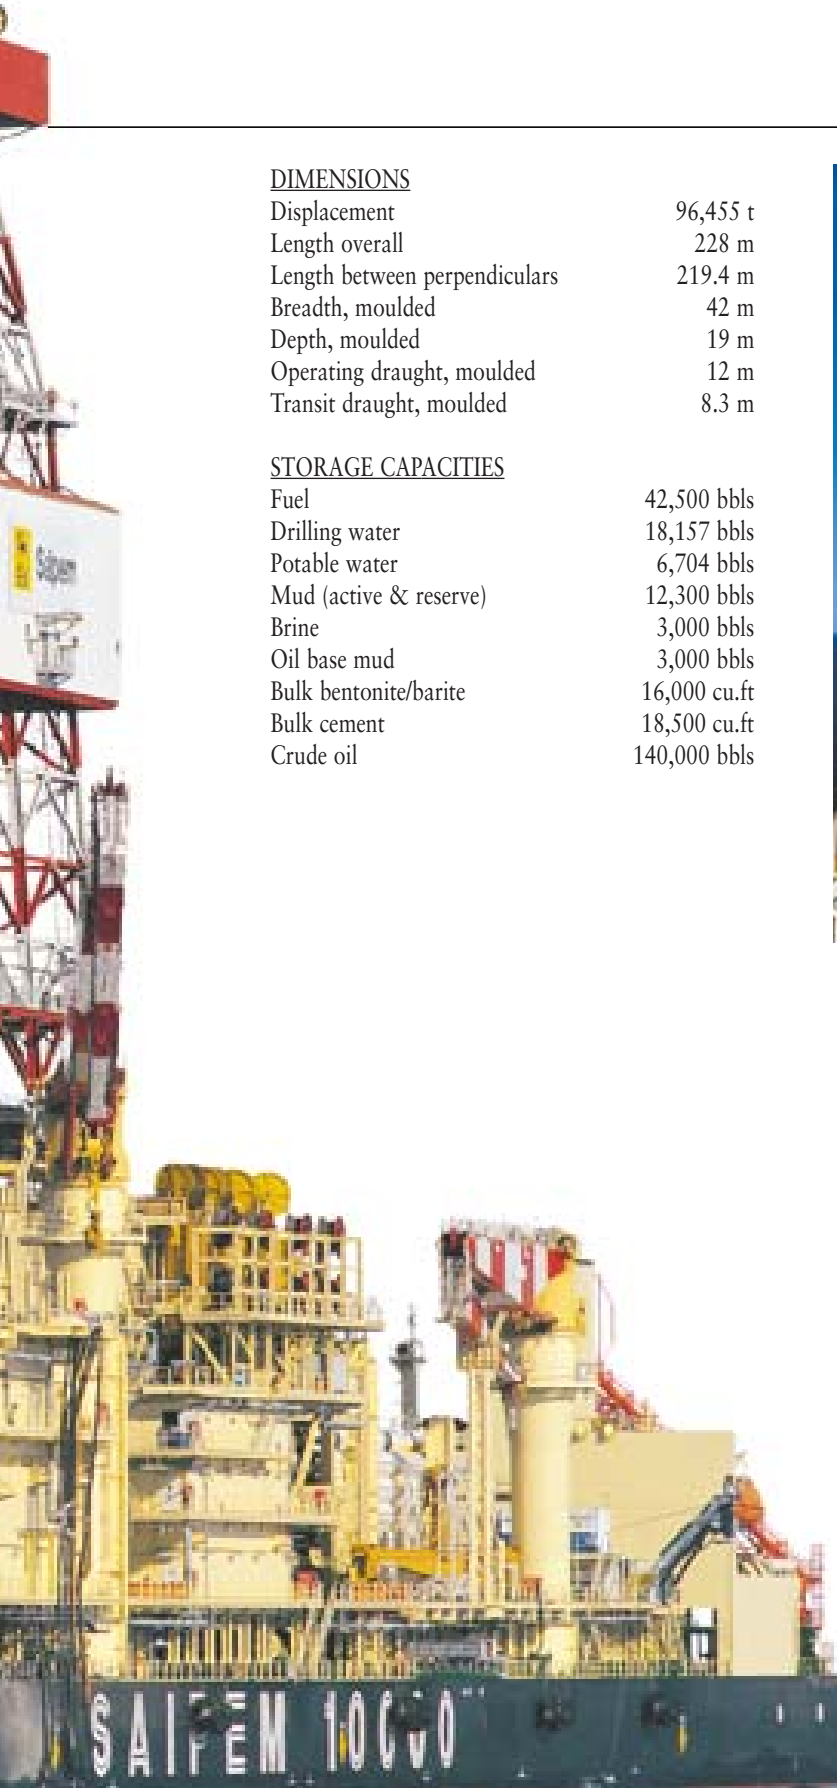 DIMENSIONS
Displacement 96,455 t
Length overall 228 m
Length between perpendiculars 219.4 m
Breadth, moulded 42 m
Depth, moulded 19 m
Operating draught, moulded 12 m
Transit draught, moulded 8.3 m
STORAGE CAPACITIES
Fuel 42,500 bbls
Drilling water 18,157 bbls
Potable water 6,704 bbls
Mud (active & reserve) 12,300 bbls
Brine 3,000 bbls
Oil base mud 3,000 bbls
Bulk bentonite/barite 16,000 cu.ft
Bulk cement 18,500 cu.ft
Crude oil 140,000 bbls
Saipem
SAIPEM 10000